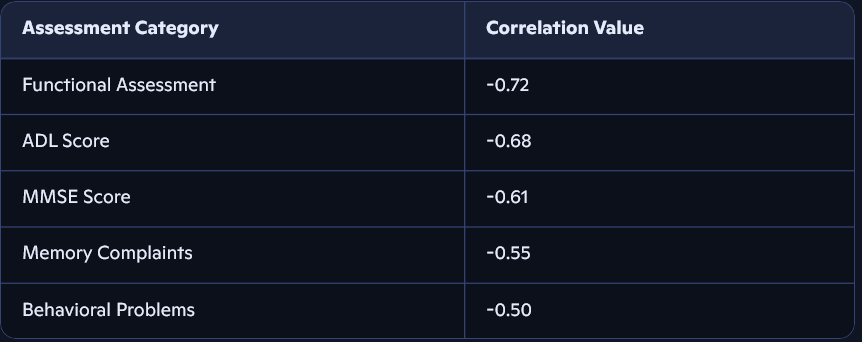 Assessment Category Correlation Value
Functional Assessment -0.72
ADL Score -0.68
MMSE Score -0.61
Memory Complaints -0.55
Behavioral Problems -0.50